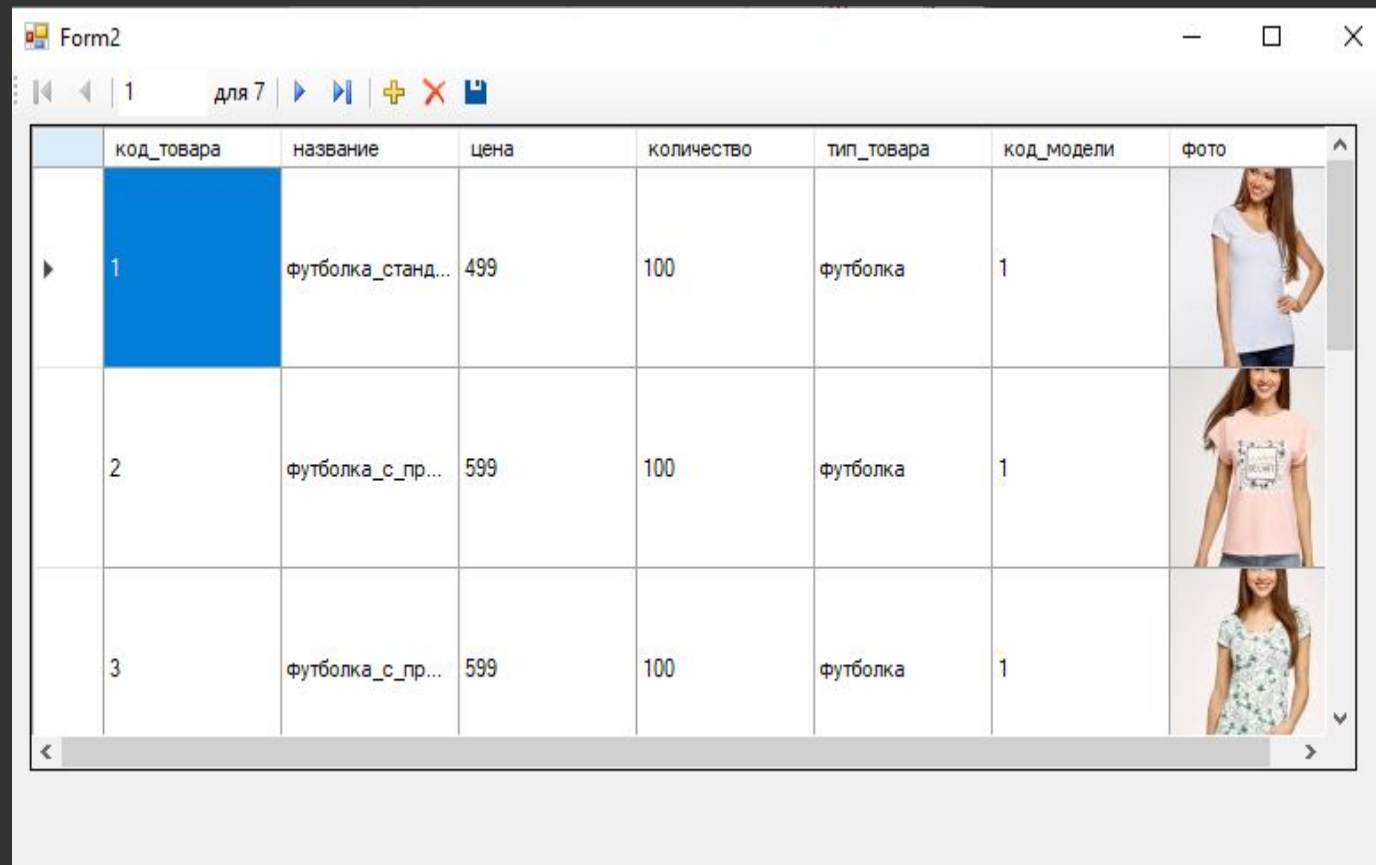 Form2
1 для 7
код_товара название цена количество тип_товара код_модели фото
1 футболка_станд... 499 100 футболка 1
2 футболка_с_пр... 599 100 футболка 1
3 футболка_с_пр... 599 100 футболка 1